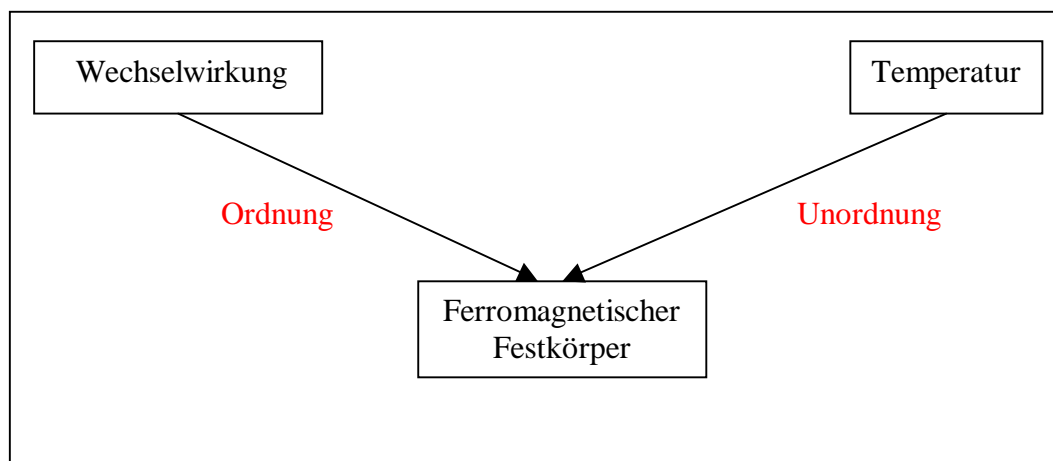 Wechselwirkung
Temperatur
Ordnung
Unordnung
Ferromagnetischer
Festkörper